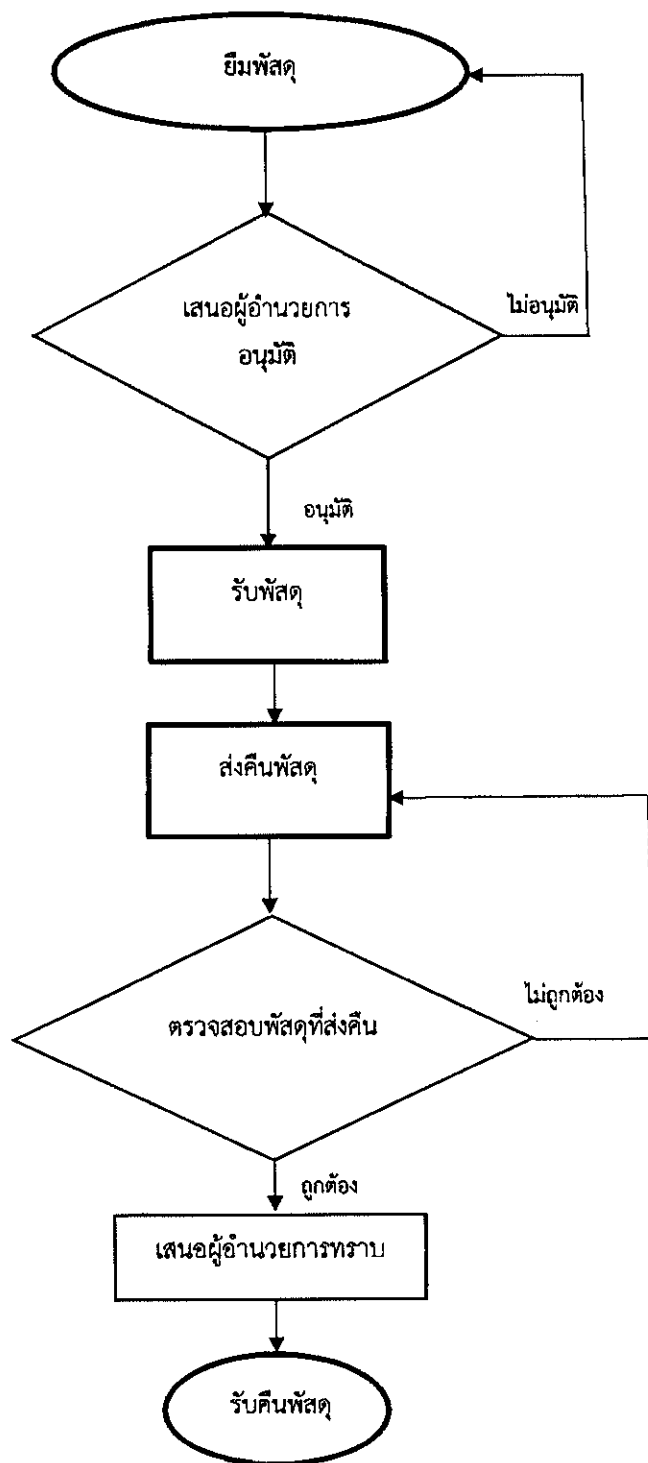 ยืมพัสดุ
เสนอผู้อำนวยการ
อนุมัติ
ไม่อนุมัติ
อนุมัติ
รับพัสดุ
ส่งคืนพัสดุ
ตรวจสอบพัสดุที่ส่งคืน
ไม่ถูกต้อง
ถูกต้อง
เสนอผู้อำนวยการทราบ
รับคืนพัสดุ